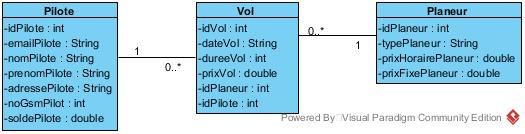 Pilote
-idPilote : int
-emailPilote : String
-nomPilote : String
-prenomPilote : String
-adressePilote : String
-noGsmPilot : int
-soldePilote : double
1
0..*
Vol
-idVol : int
-dateVol : String
-dureeVol : int
-prixVol : double
-idPlaneur : int
-idPilote : int
0..*
1
Planeur
-idPlaneur : int
-typePlaneur : String
-prixHorairePlaneur : double
-prixFixePlaneur : double
Powered By Visual Paradigm Community Edition